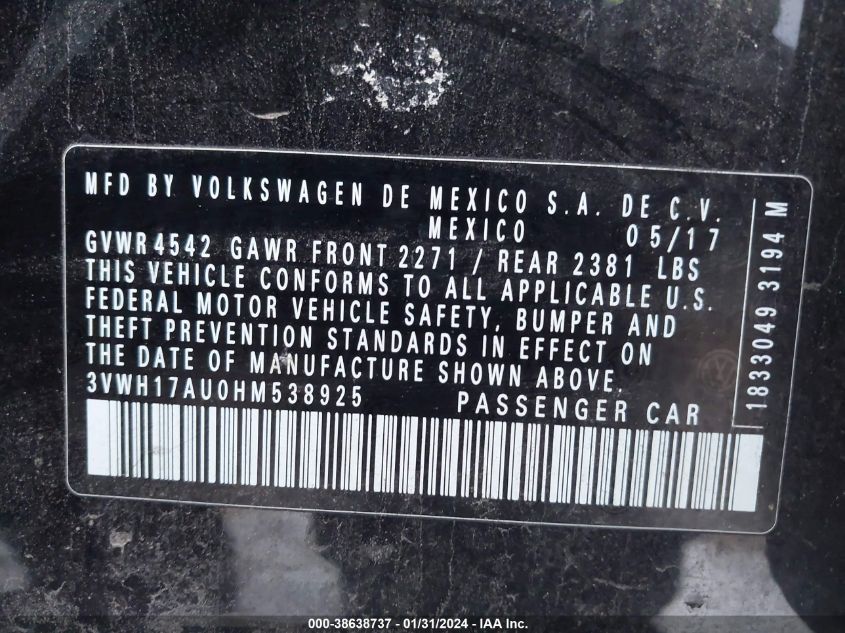 MFD BY VOLKSWAGEN DE MEXICO S.A. DE C.V.
MEXICO 05/17
GVWR 4542 GAWR FRONT 2271 / REAR 2381 LBS
THIS VEHICLE CONFORMS TO ALL APPLICABLE U.S.
FEDERAL MOTOR VEHICLE SAFETY, BUMPER AND
THEFT PREVENTION STANDARDS IN EFFECT ON
THE DATE OF MANUFACTURE SHOWN ABOVE.
3VWH17AU0HM538925 PASSENGER CAR
1833049 3194 M
000-38638737 - 01/31/2024 - IAA Inc.